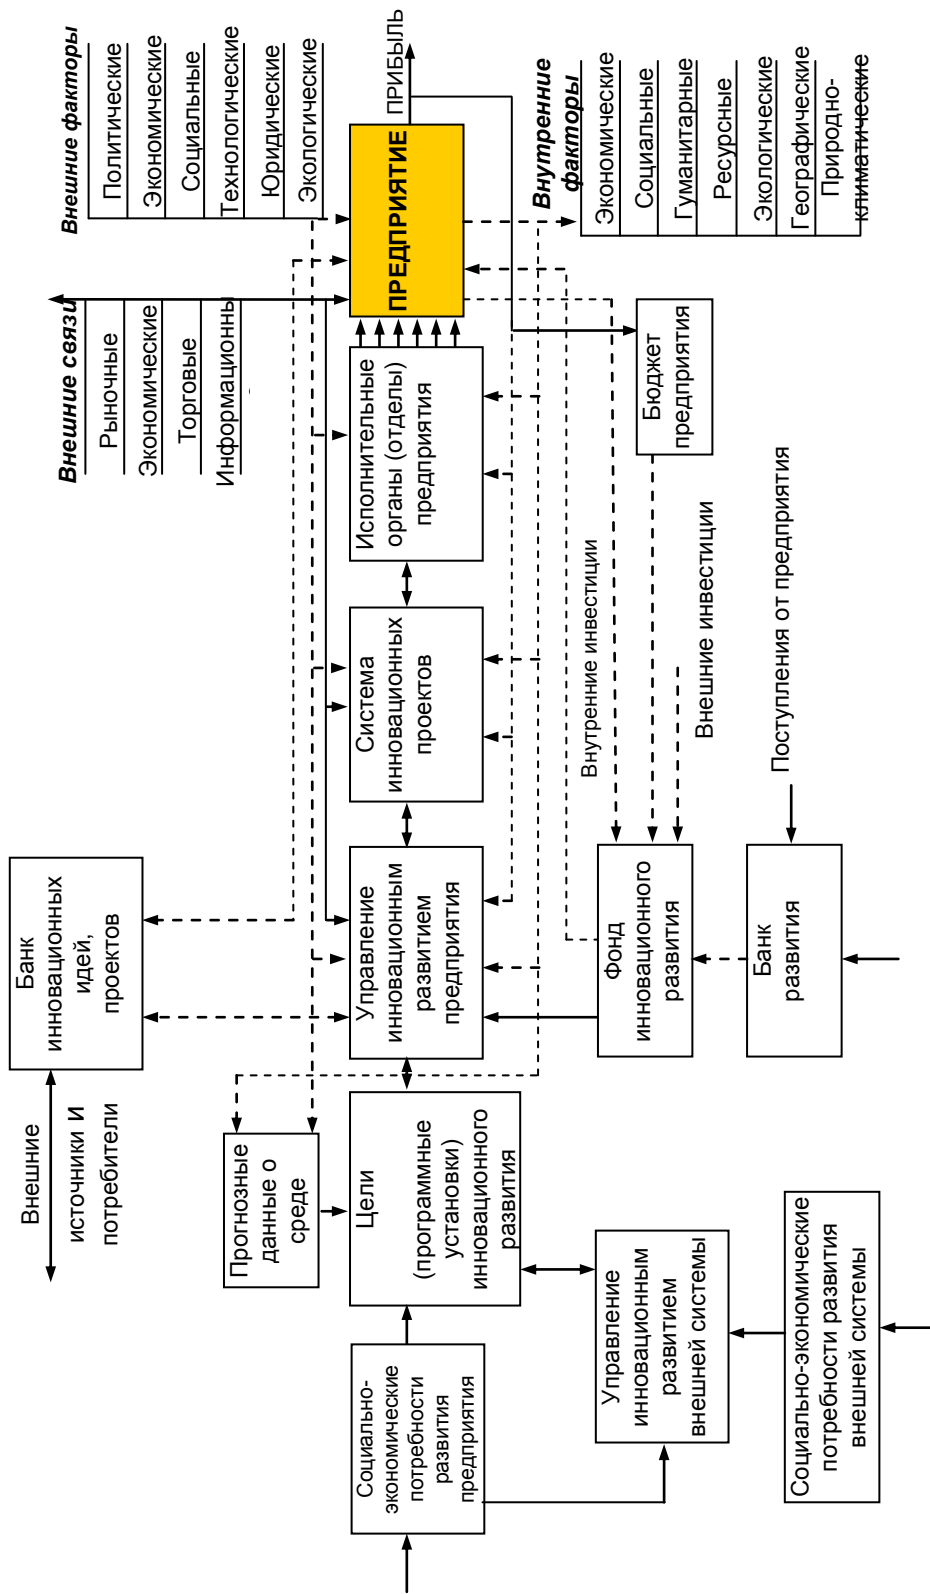 Внешние
источники и
потребители
Банк
инновационных
идей,
проектов
Внешние связи
Рыночные
Экономические
Торговые
Информационны
Внешние факторы
Политические
Экономические
Социальные
Технологические
Юридические
Экологические
Прогнозные
данные о
среде
Социально-
экономические
потребности
развития
предприятия
Цели
(программные
установки)
инновационного
развития
Управление
инновационным
развитием
предприятия
Система
инновационных
проектов
Исполнительные
органы (отделы)
предприятия
ПРЕДПРИЯТИЕ
ПРИБЫЛЬ
Внутренние
факторы
Экономические
Социальные
Гуманитарные
Ресурсные
Экологические
Географические
Природно-
климатические
Управление
инновационным
развитием
внешней системы
Фонд
инновационного
развития
Внутренние инвестиции
Бюджет
предприятия
Внешние инвестиции
Социально-экономические
потребности развития
внешней системы
Банк
развития
Поступления от предприятия